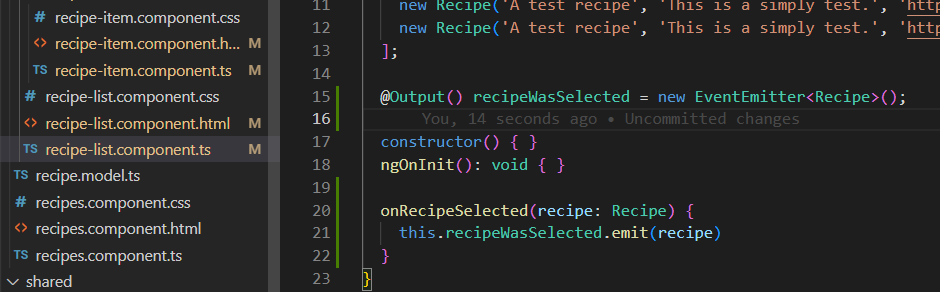 recipe-item.component.css
<> recipe-item.component.h... M
TS recipe-item.component.ts M
# recipe-list.component.css
<> recipe-list.component.html M
TS recipe-list.component.ts M
TS recipe.model.ts
# recipes.component.css
<> recipes.component.html
TS recipes.component.ts
shared
11 new Recipe('A test recipe', 'This is a simply test.', 'http
12 new Recipe('A test recipe', 'This is a simply test.', 'http
13 ];
14
15 @Output() recipeWasSelected = new EventEmitter<Recipe>();
16 You, 14 seconds ago • Uncommitted changes
17 constructor() { }
18 ngOnInit(): void { }
19
20 onRecipeSelected(recipe: Recipe) {
21 this.recipeWasSelected.emit(recipe)
22 }
23 }